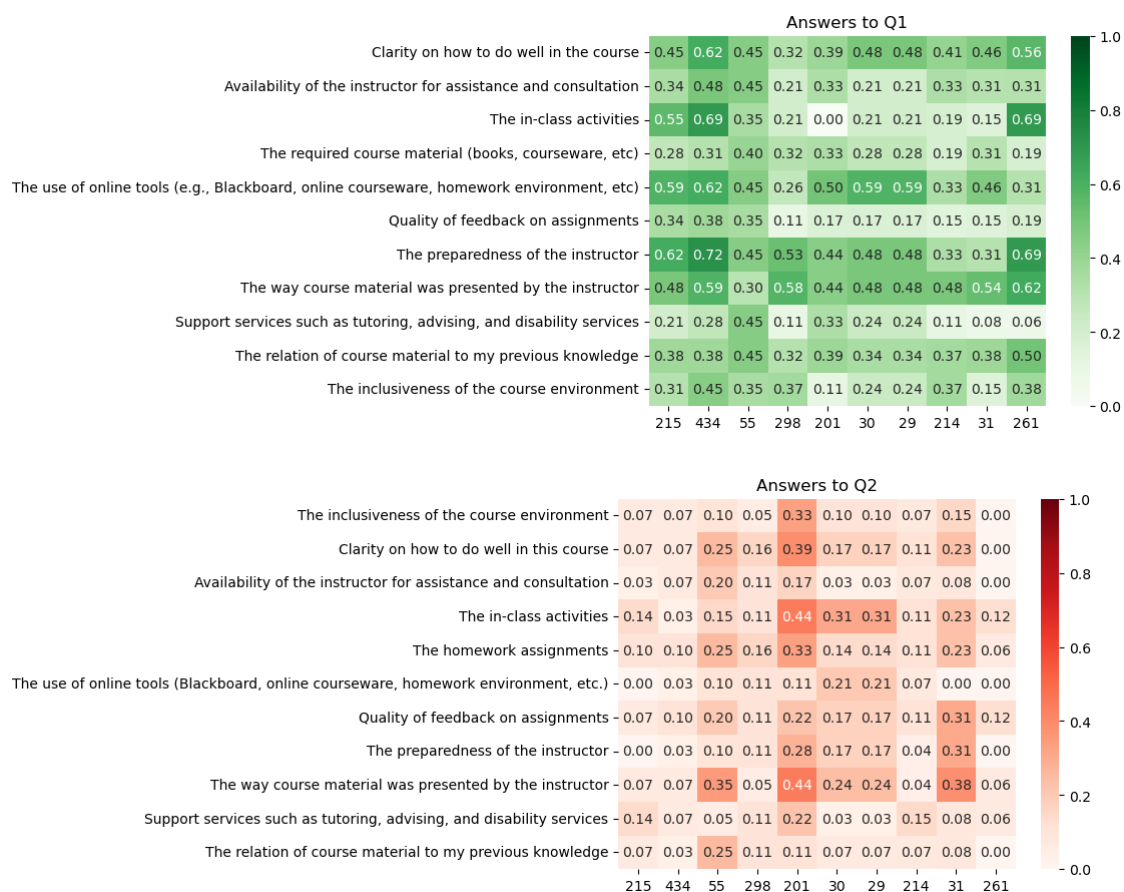 Answers to Q1
Clarity on how to do well in the course 0.45 0.62 0.45 0.32 0.39 0.48 0.48 0.41 0.46 0.56
Availability of the instructor for assistance and consultation 0.34 0.48 0.45 0.21 0.33 0.21 0.21 0.33 0.31 0.31
The in-class activities 0.55 0.69 0.35 0.21 0.00 0.21 0.21 0.19 0.15 0.69
The required course material (books, courseware, etc) 0.28 0.31 0.40 0.32 0.33 0.28 0.28 0.19 0.31 0.19
The use of online tools (e.g., Blackboard, online courseware, homework environment, etc) 0.59 0.62 0.45 0.26 0.50 0.59 0.59 0.33 0.46 0.31
Quality of feedback on assignments 0.34 0.38 0.35 0.11 0.17 0.17 0.17 0.15 0.15 0.19
The preparedness of the instructor 0.62 0.72 0.45 0.53 0.44 0.48 0.48 0.33 0.31 0.69
The way course material was presented by the instructor 0.48 0.59 0.30 0.58 0.44 0.48 0.48 0.48 0.54 0.62
Support services such as tutoring, advising, and disability services 0.21 0.28 0.45 0.11 0.33 0.24 0.24 0.11 0.08 0.06
The relation of course material to my previous knowledge 0.38 0.38 0.45 0.32 0.39 0.34 0.34 0.37 0.38 0.50
The inclusiveness of the course environment 0.31 0.45 0.35 0.37 0.11 0.24 0.24 0.37 0.15 0.38
215 434 55 298 201 30 29 214 31 261
1.0
0.8
0.6
0.4
0.2
0.0
Answers to Q2
The inclusiveness of the course environment 0.07 0.07 0.10 0.05 0.33 0.10 0.10 0.07 0.15 0.00
Clarity on how to do well in this course 0.07 0.07 0.25 0.16 0.39 0.17 0.17 0.11 0.23 0.00
Availability of the instructor for assistance and consultation 0.03 0.07 0.20 0.11 0.17 0.03 0.03 0.07 0.08 0.00
The in-class activities 0.14 0.03 0.15 0.11 0.44 0.31 0.31 0.11 0.23 0.12
The homework assignments 0.10 0.10 0.25 0.16 0.33 0.14 0.14 0.11 0.23 0.06
The use of online tools (Blackboard, online courseware, homework environment, etc.) 0.00 0.03 0.10 0.11 0.11 0.21 0.21 0.07 0.00 0.00
Quality of feedback on assignments 0.07 0.10 0.20 0.11 0.22 0.17 0.17 0.11 0.31 0.12
The preparedness of the instructor 0.00 0.03 0.10 0.11 0.28 0.17 0.17 0.04 0.31 0.00
The way course material was presented by the instructor 0.07 0.07 0.35 0.05 0.44 0.24 0.24 0.04 0.38 0.06
Support services such as tutoring, advising, and disability services 0.14 0.07 0.05 0.11 0.22 0.03 0.03 0.15 0.08 0.06
The relation of course material to my previous knowledge 0.07 0.03 0.25 0.11 0.11 0.07 0.07 0.07 0.08 0.00
215 434 55 298 201 30 29 214 31 261
1.0
0.8
0.6
0.4
0.2
0.0